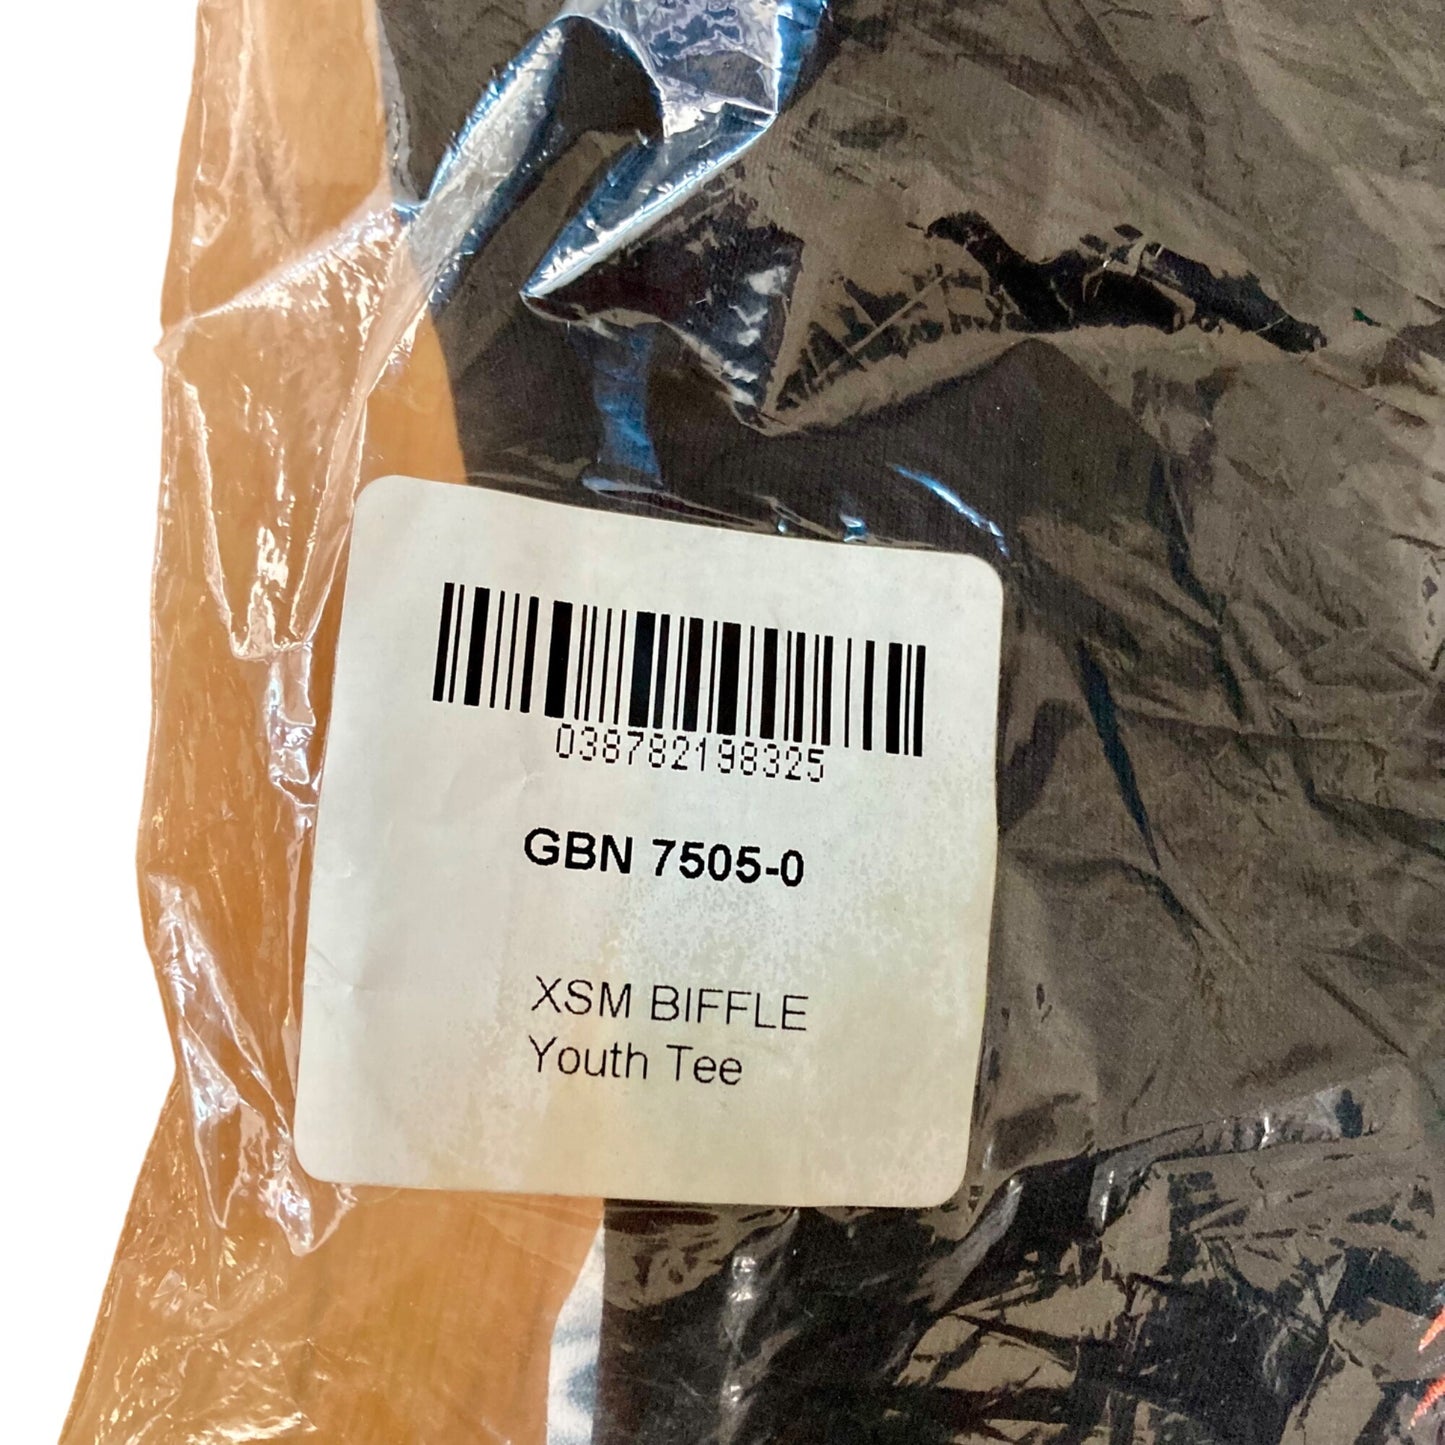 038782198325
GBN 7505-0
XSM BIFFLE
Youth Tee